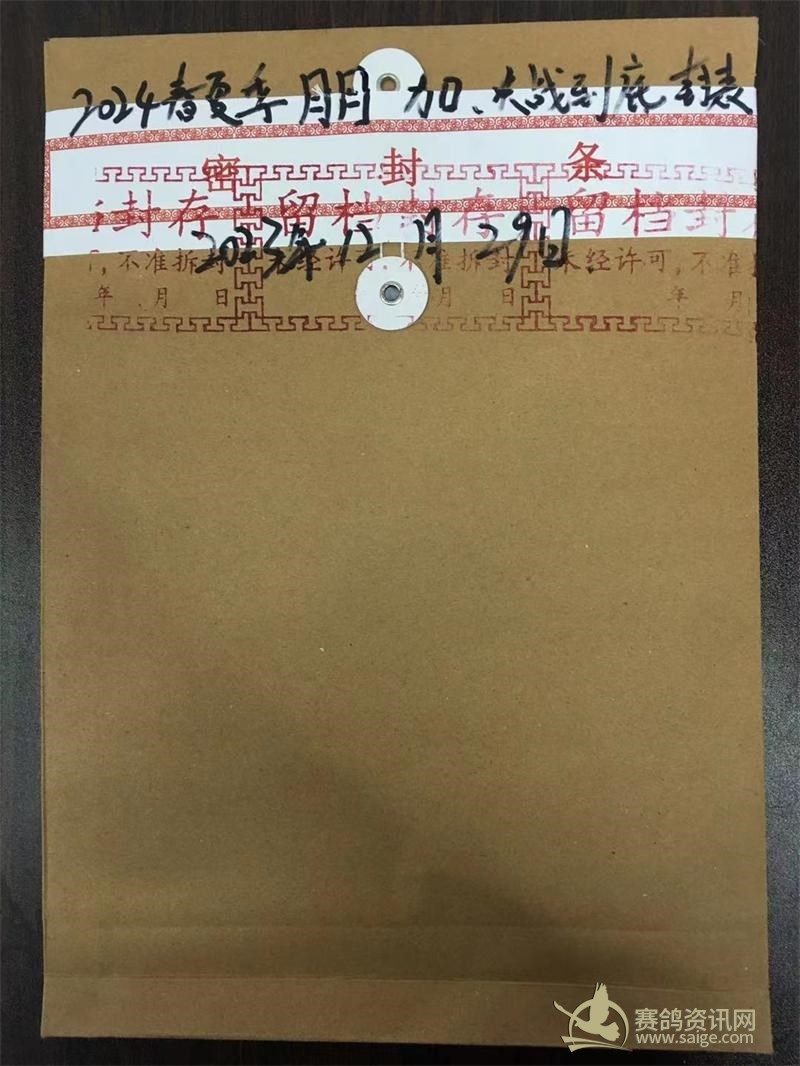 2024春夏季 月月加、大战到底封表
密 封 条
封存 留档封存 留档封
2023年12月29日
,不准拆封 未经许可,不准拆封 未经许可,不准
年 月 日 月 日 年 月
赛鸽资讯网
www.saige.com